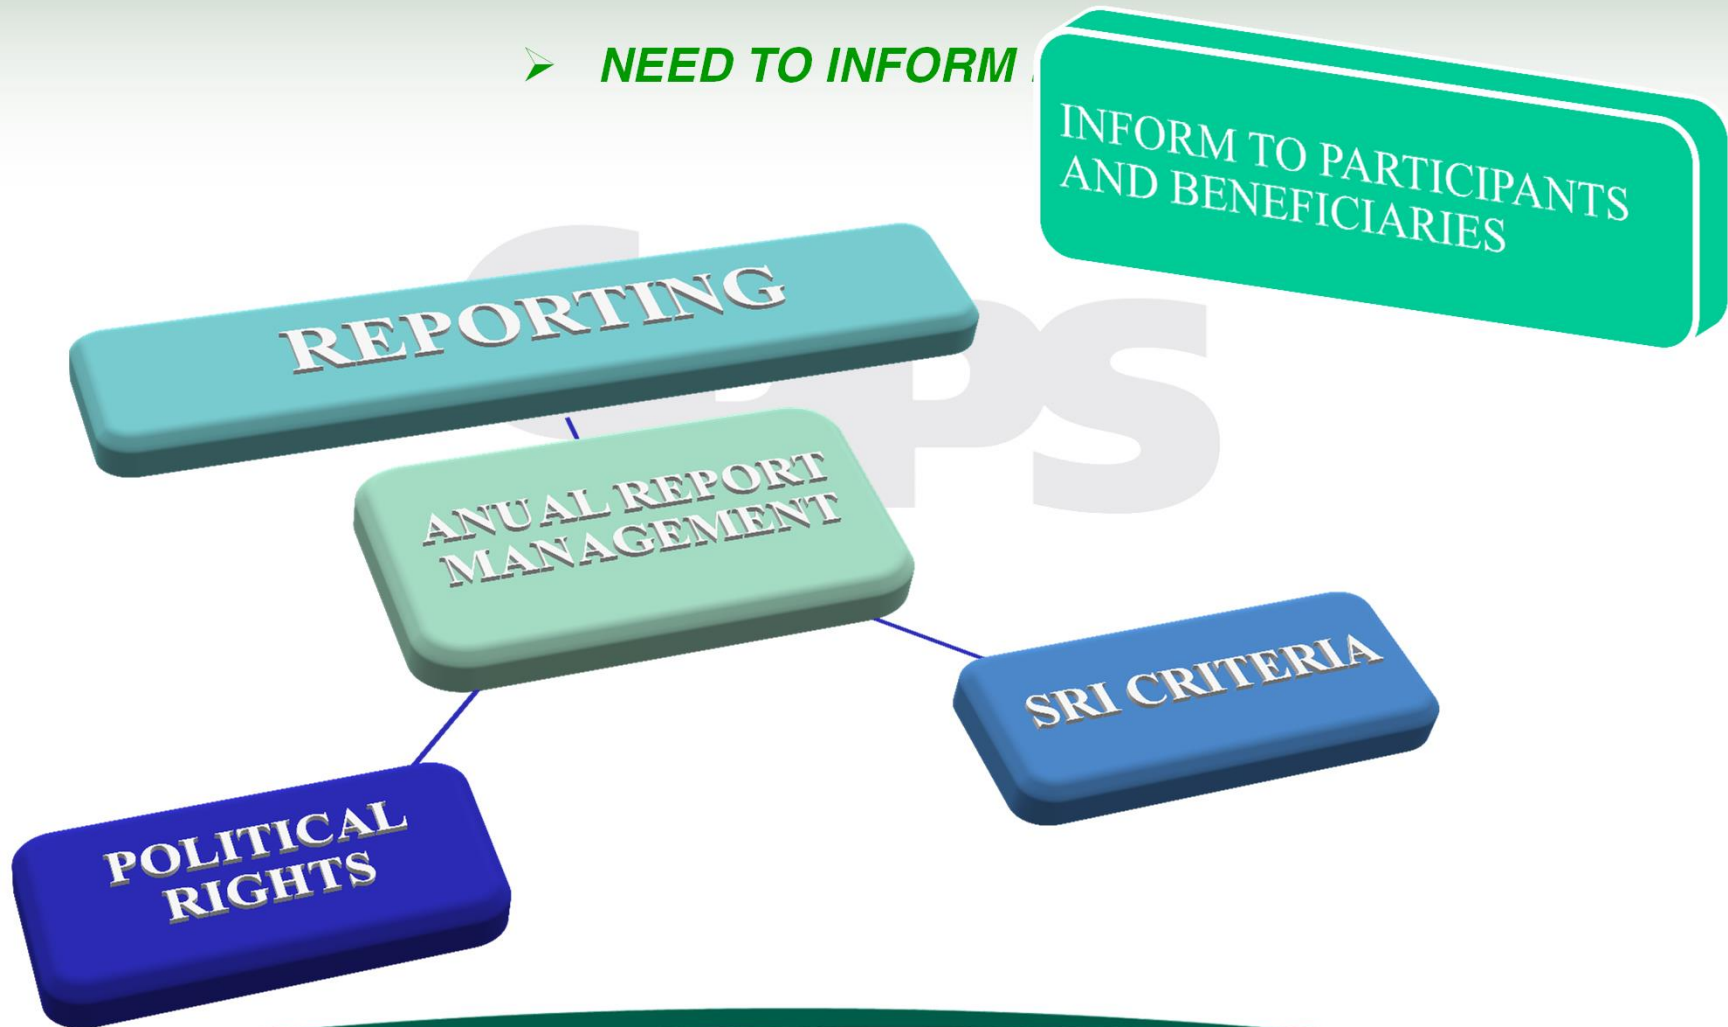 ➢ NEED TO INFORM
INFORM TO PARTICIPANTS
AND BENEFICIARIES
REPORTING
ANUAL REPORT
MANAGEMENT
SRI CRITERIA
POLITICAL
RIGHTS